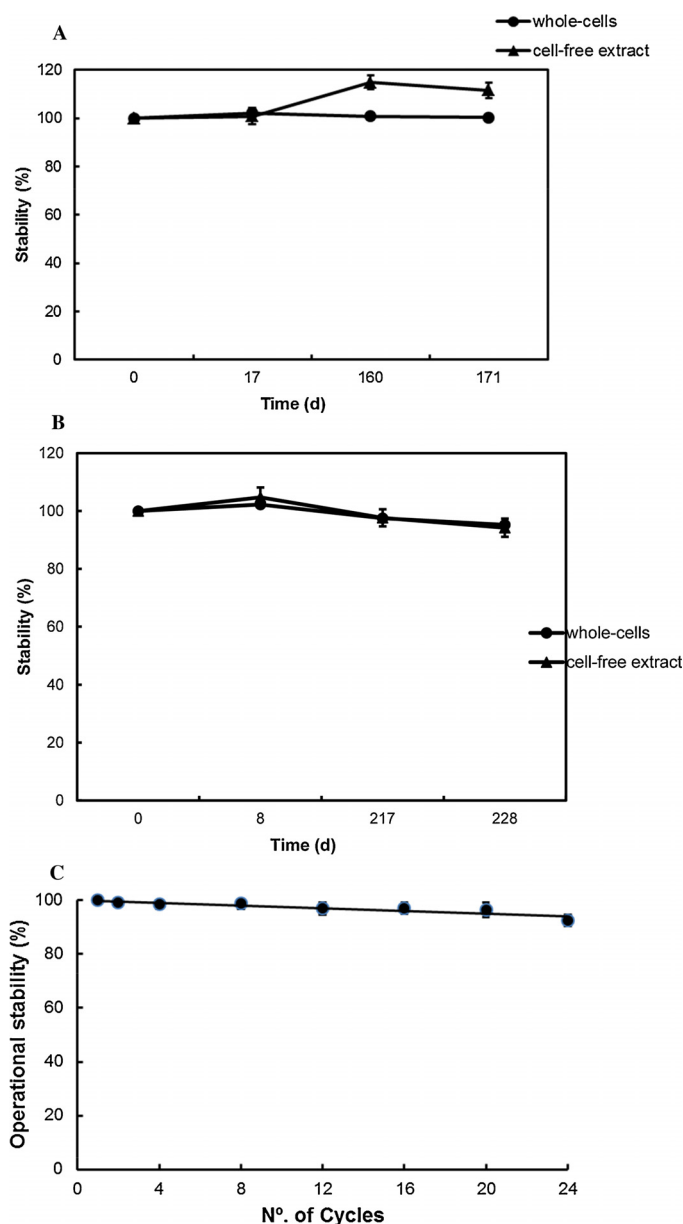 A
whole-cells
cell-free extract
120
100
80
60
40
20
0
Stability (%)
0 17 160 171
Time (d)
B
120
100
80
60
40
20
0
Stability (%)
whole-cells
cell-free extract
0 8 217 228
Time (d)
C
100
80
60
40
20
0
Operational stability (%)
0 4 8 12 16 20 24
Nº. of Cycles